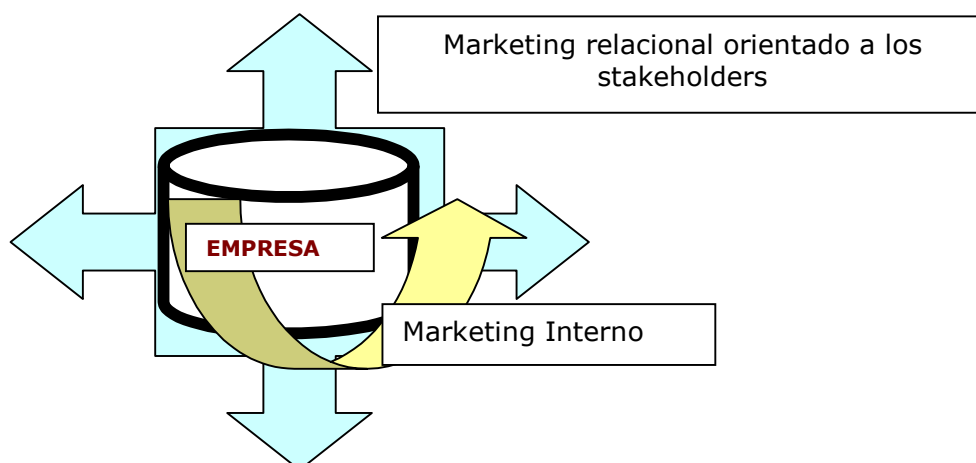 Marketing relacional orientado a los
stakeholders
EMPRESA
Marketing Interno